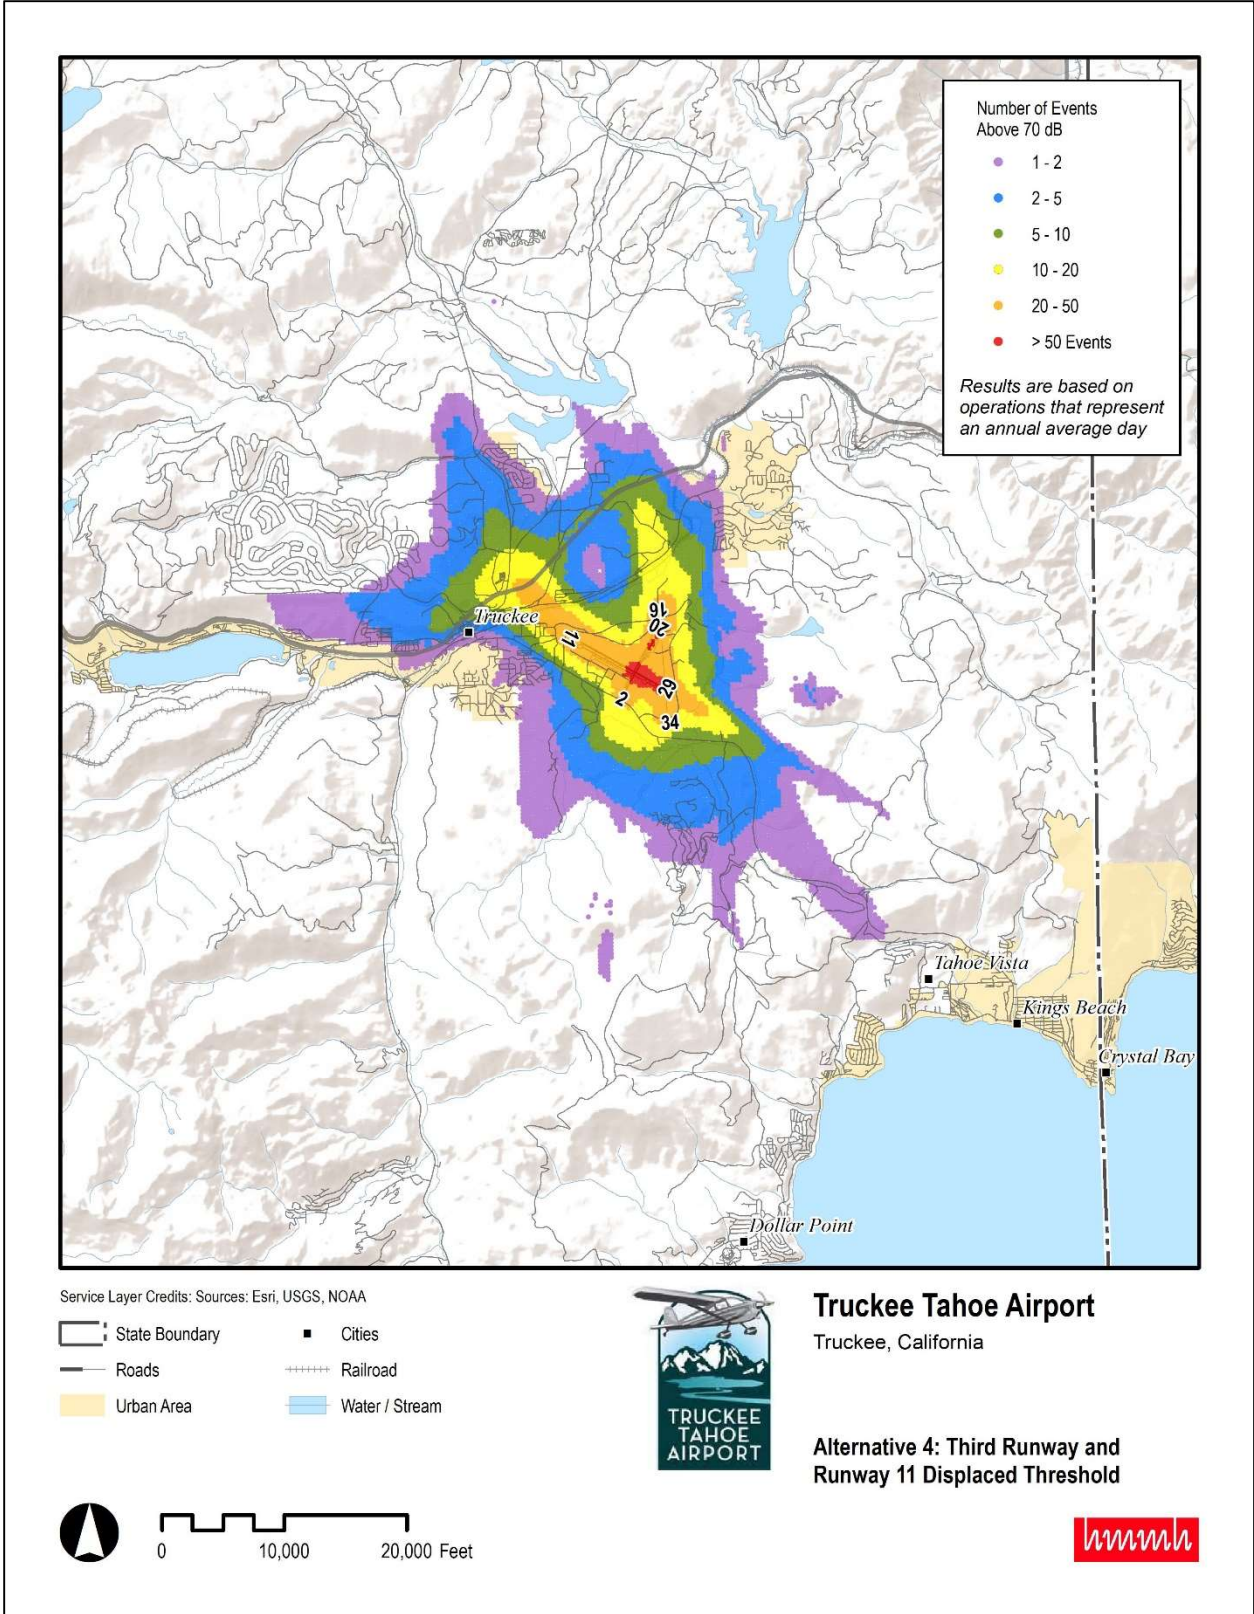 Number of Events
Above 70 dB
1 - 2
2 - 5
5 - 10
10 - 20
20 - 50
> 50 Events
Results are based on
operations that represent
an annual average day
Truckee
16
20
11
29
2
34
Tahoe Vista
Kings Beach
Crystal Bay
Dollar Point
Service Layer Credits: Sources: Esri, USGS, NOAA
State Boundary
Cities
Roads
Railroad
Urban Area
Water / Stream
TRUCKEE
TAHOE
AIRPORT
Truckee Tahoe Airport
Truckee, California
Alternative 4: Third Runway and
Runway 11 Displaced Threshold
0 10,000 20,000 Feet
hmmh